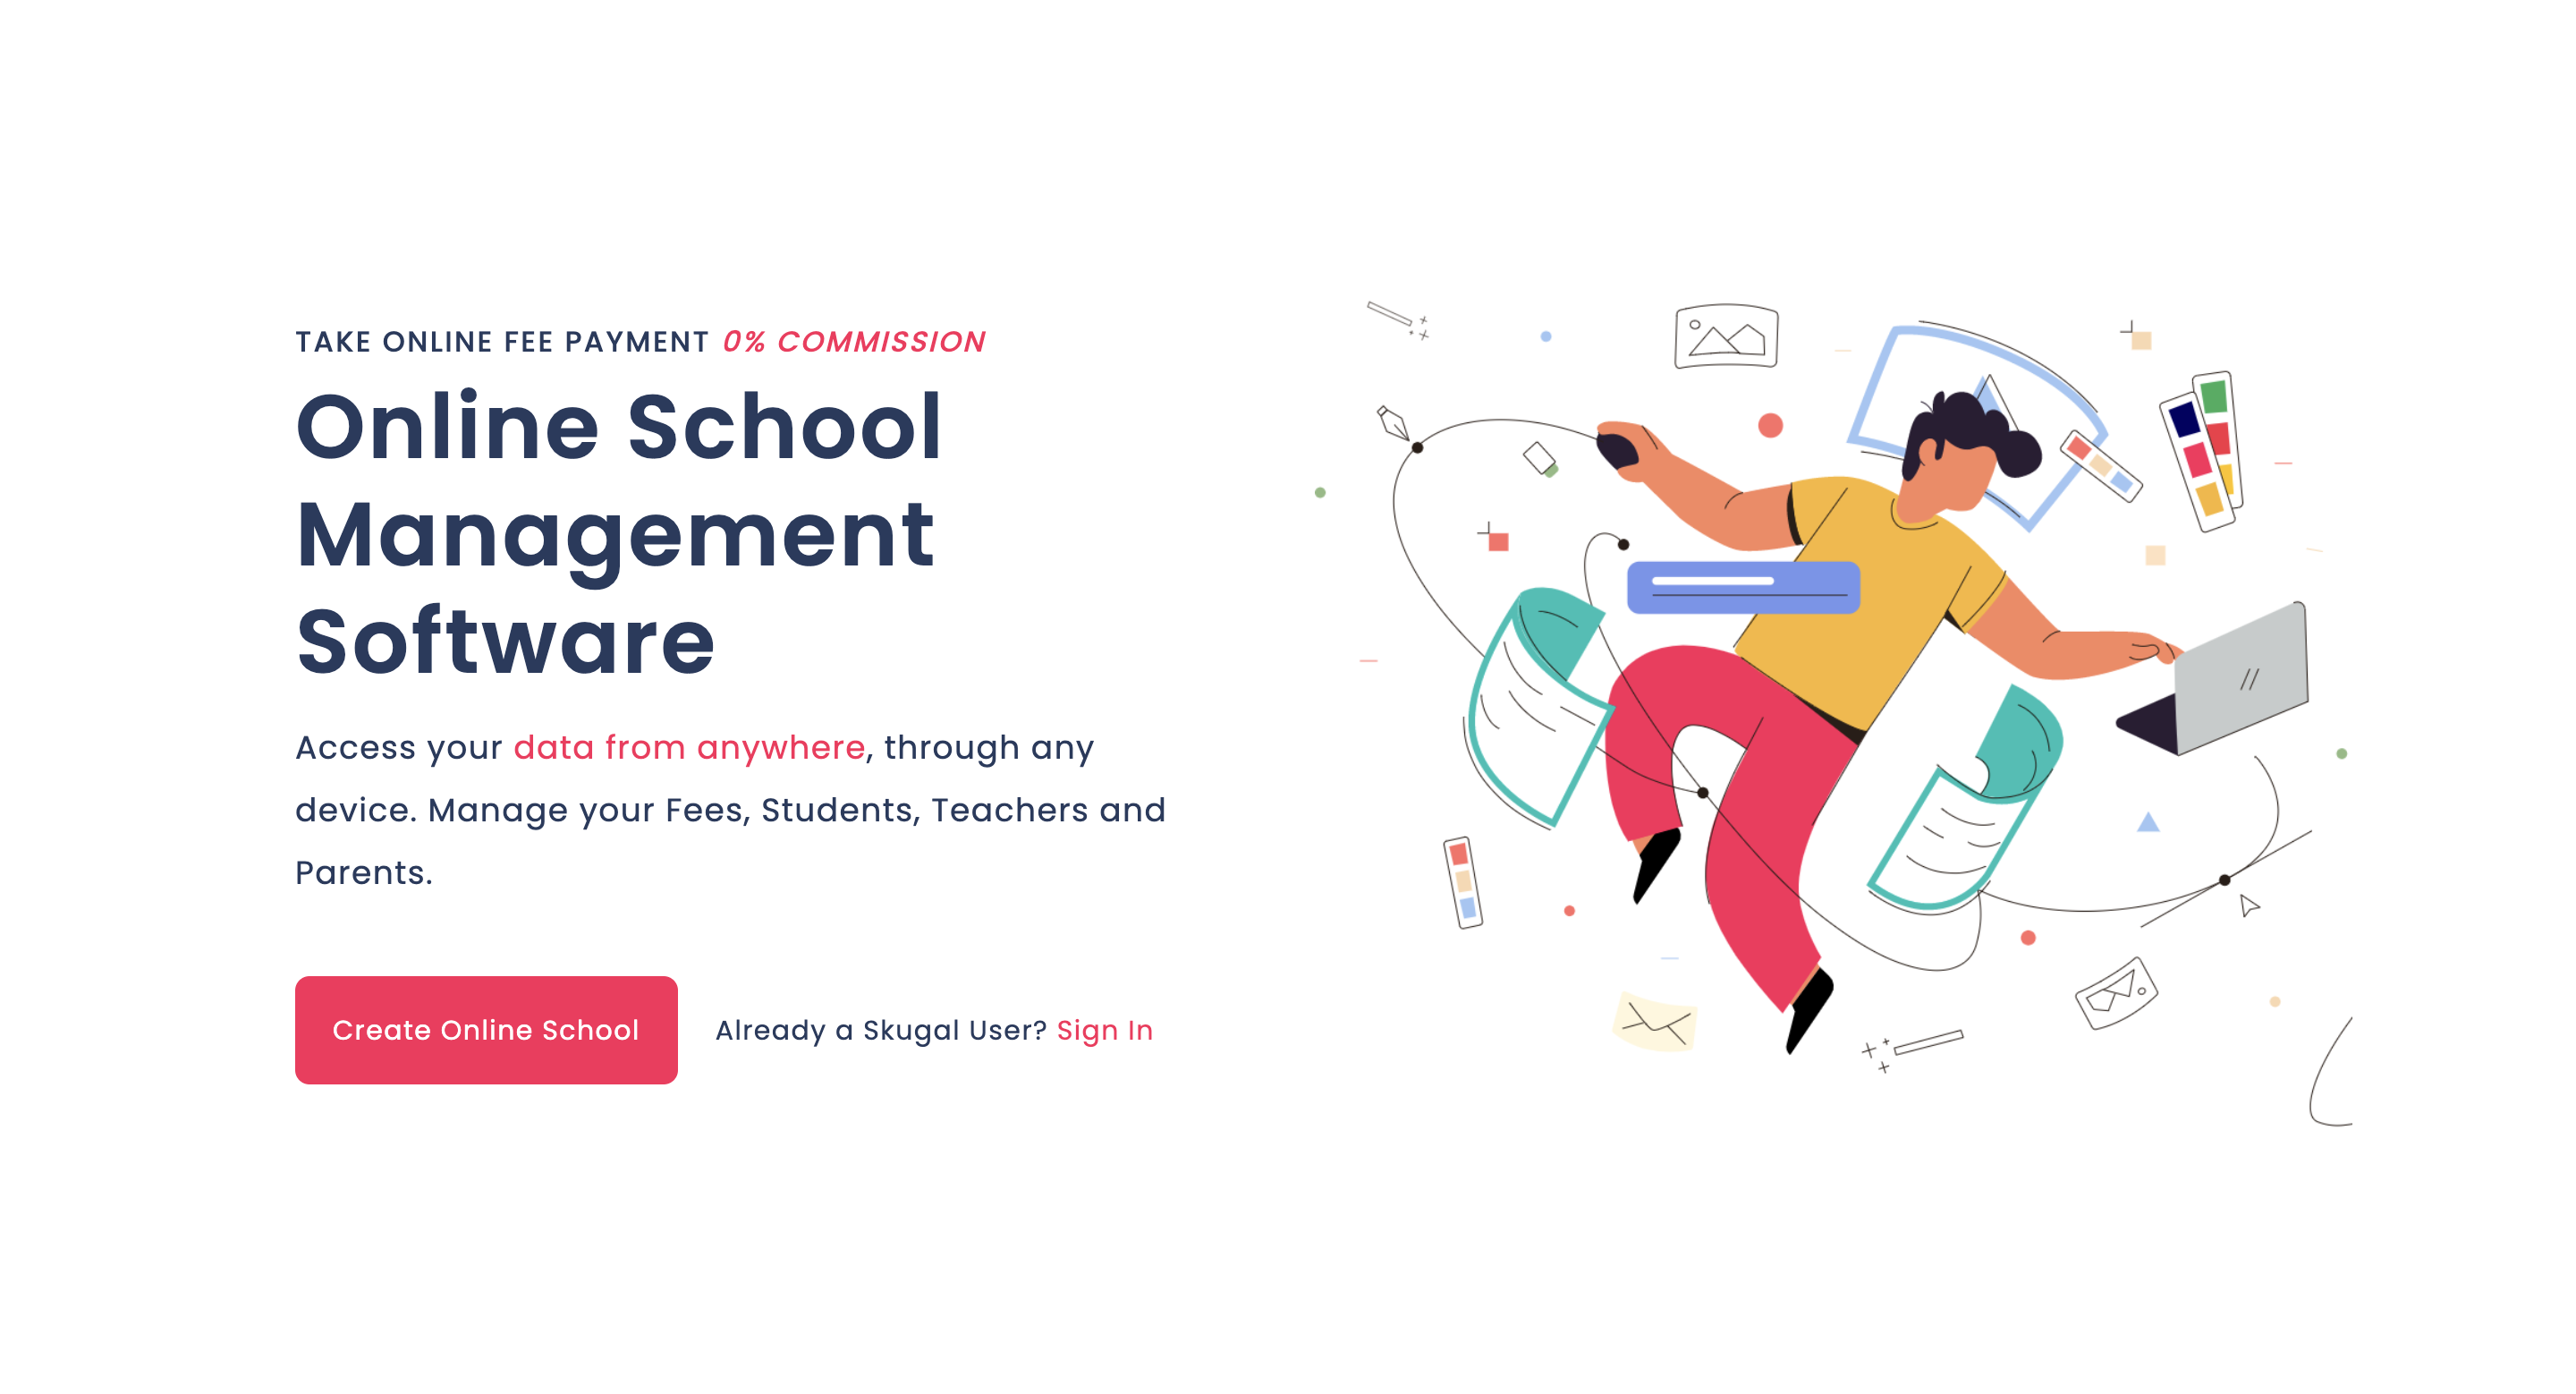 TAKE ONLINE FEE PAYMENT 0% COMMISSION
Online School
Management
Software
Access your data from anywhere, through any
device. Manage your Fees, Students, Teachers and
Parents.
Create Online School
Already a Skugal User? Sign In